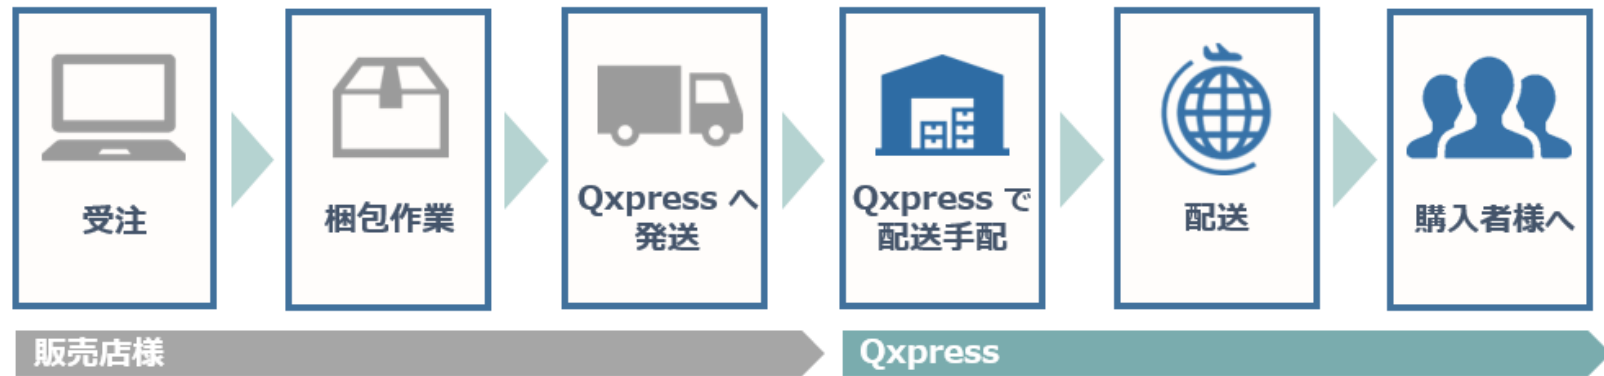 受注
梱包作業
Qxpress へ
発送
Qxpress で
配送手配
配送
購入者様へ
販売店様
Qxpress